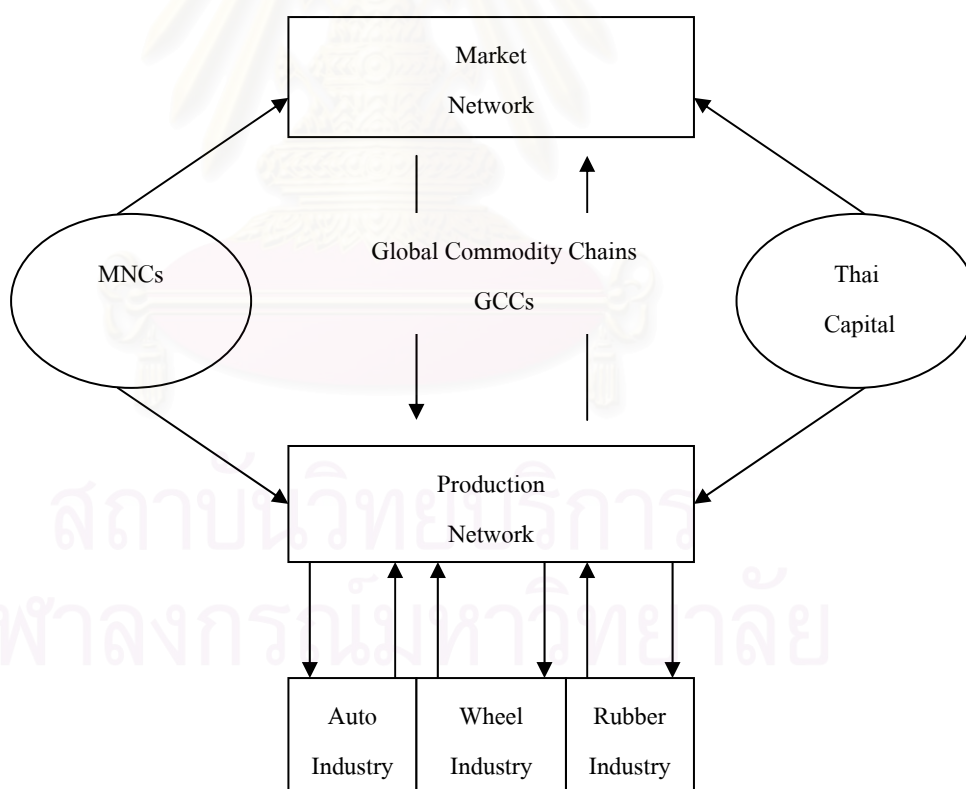 Market
Network
Global Commodity Chains
MNCs
Thai
GCCs
Capital
Production
Network
สถาบันวิทยบริการ
จุฬาลงกรณ์มหาวิทยาลัย
Auto
Wheel
Rubber
Industry
Industry
Industry